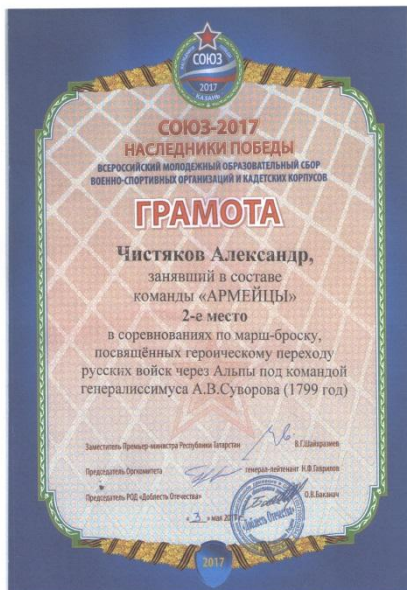 СОЮЗ
2017
КАЗАНЬ
СОЮЗ-2017
НАСЛЕДНИКИ ПОБЕДЫ
ВСЕРОССИЙСКИЙ МОЛОДЕЖНЫЙ ОБРАЗОВАТЕЛЬНЫЙ СБОР
ВОЕННО-СПОРТИВНЫХ ОРГАНИЗАЦИЙ И КАДЕТСКИХ КОРПУСОВ
ГРАМОТА
Чистяков Александр,
занявший в составе
команды «АРМЕЙЦЫ»
2-е место
в соревнованиях по марш-броску,
посвящённых героическому переходу
русских войск через Альпы под командой
генералиссимуса А.В.Суворова (1799 год)
Заместитель Премьер-министра Республики Татарстан В.Г.Шайхразиев
Председатель Оргкомитета генерал-лейтенант Н.Ф.Гаврилов
Председатель РОД «Доблесть Отечества» О.В.Баканач
« 3 » мая 2017
«Доблесть Отечества»
2017